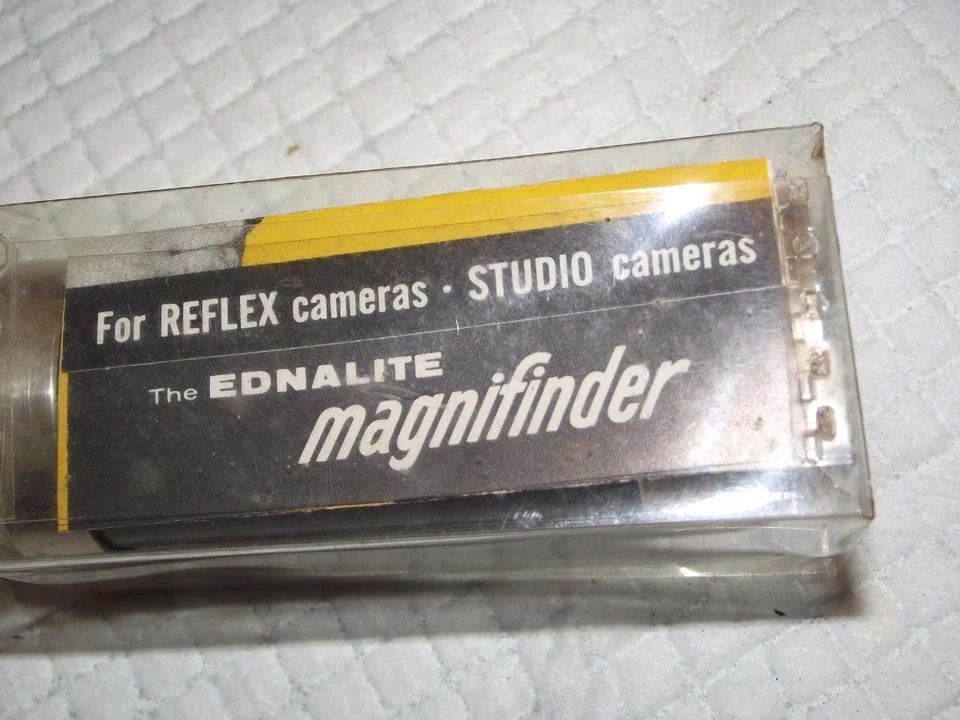 For REFLEX cameras · STUDIO cameras
The EDNALITE
magnifinder